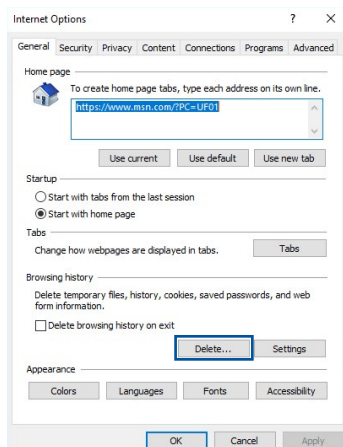 Internet Options ? ×
General Security Privacy Content Connections Programs Advanced
Home page
To create home page tabs, type each address on its own line.
https://www.msn.com/?PC=UF01
Use current Use default Use new tab
Startup
Start with tabs from the last session
Start with home page
Tabs
Change how webpages are displayed in tabs. Tabs
Browsing history
Delete temporary files, history, cookies, saved passwords, and web
form information.
Delete browsing history on exit
Delete... Settings
Appearance
Colors Languages Fonts Accessibility
OK Cancel Apply